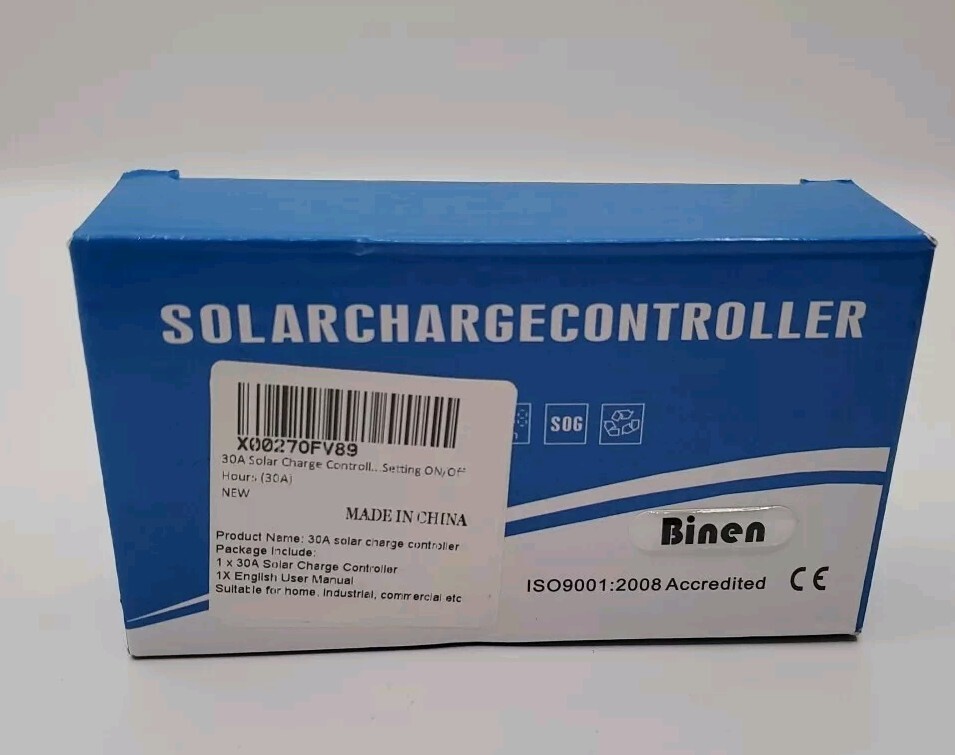 SOLARCHARGECONTROLLER
SOG
X00270FV89
30A Solar Charge Controll...Setting ON/Off
Hours (30A)
NEW
MADE IN CHINA
Product Name: 30A solar charge controller
Package include:
1 x 30A Solar Charge Controller
1X English User Manual
Suitable for home, Industrial, commercial etc
Binen
ISO9001:2008 Accredited CE